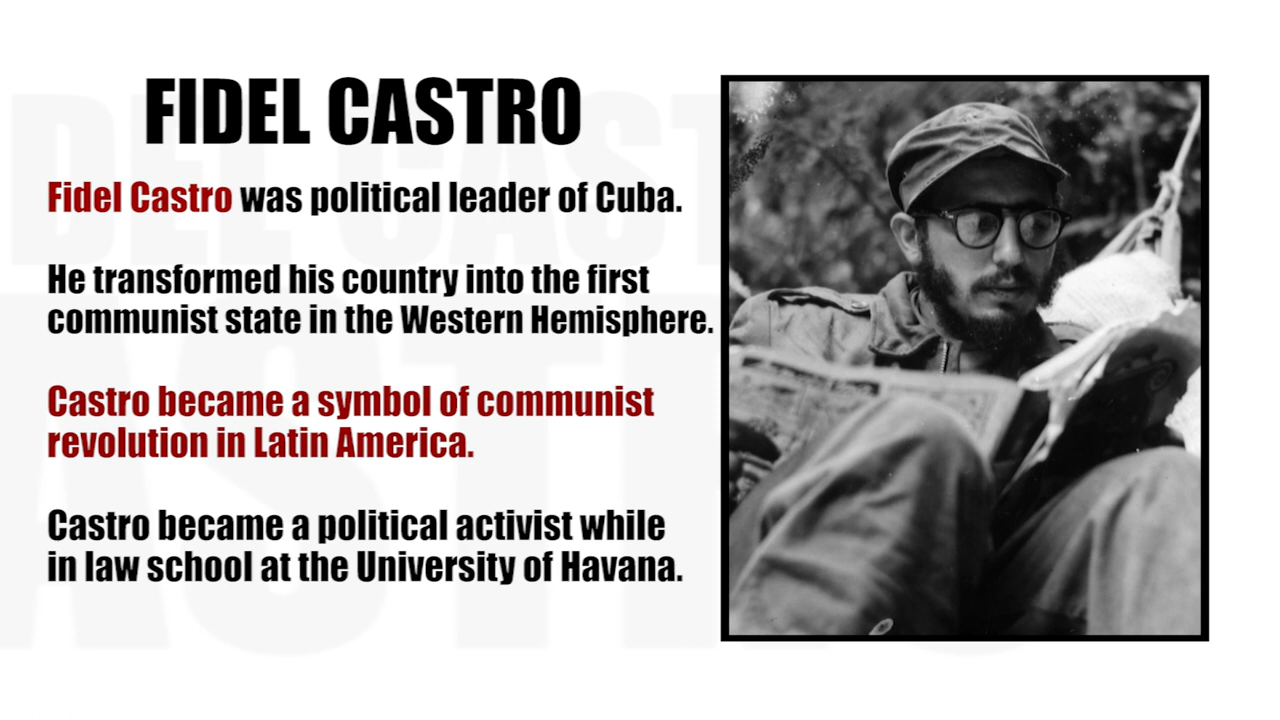 FIDEL CASTRO
Fidel Castro was political leader of Cuba.
He transformed his country into the first
communist state in the Western Hemisphere.
Castro became a symbol of communist
revolution in Latin America.
Castro became a political activist while
in law school at the University of Havana.